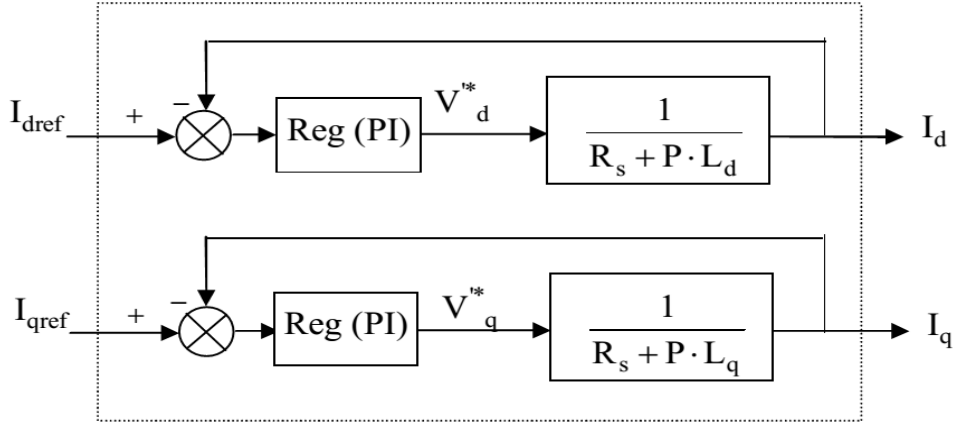 I_dref + − Reg (PI) V'*_d 1 / (R_s + P · L_d) I_d
I_qref + − Reg (PI) V'*_q 1 / (R_s + P · L_q) I_q